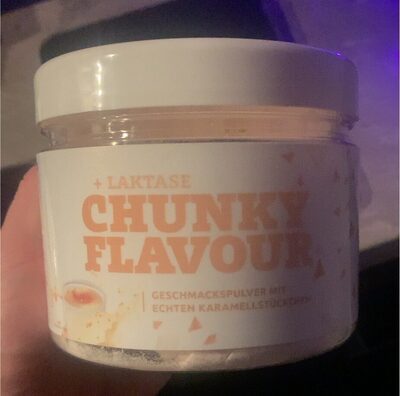 + LAKTASE
CHUNKY
FLAVOUR
GESCHMACKSPULVER MIT
ECHTEN KARAMELLSTÜCKCHEN